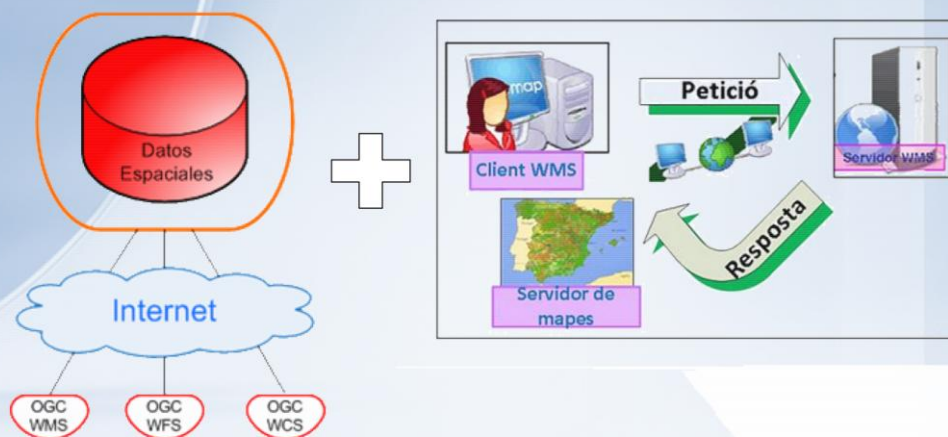 Datos
Espaciales
Internet
OGC
WMS
OGC
WFS
OGC
WCS
map
Client WMS
Petició
Servidor WMS
Resposta
Servidor de
mapes